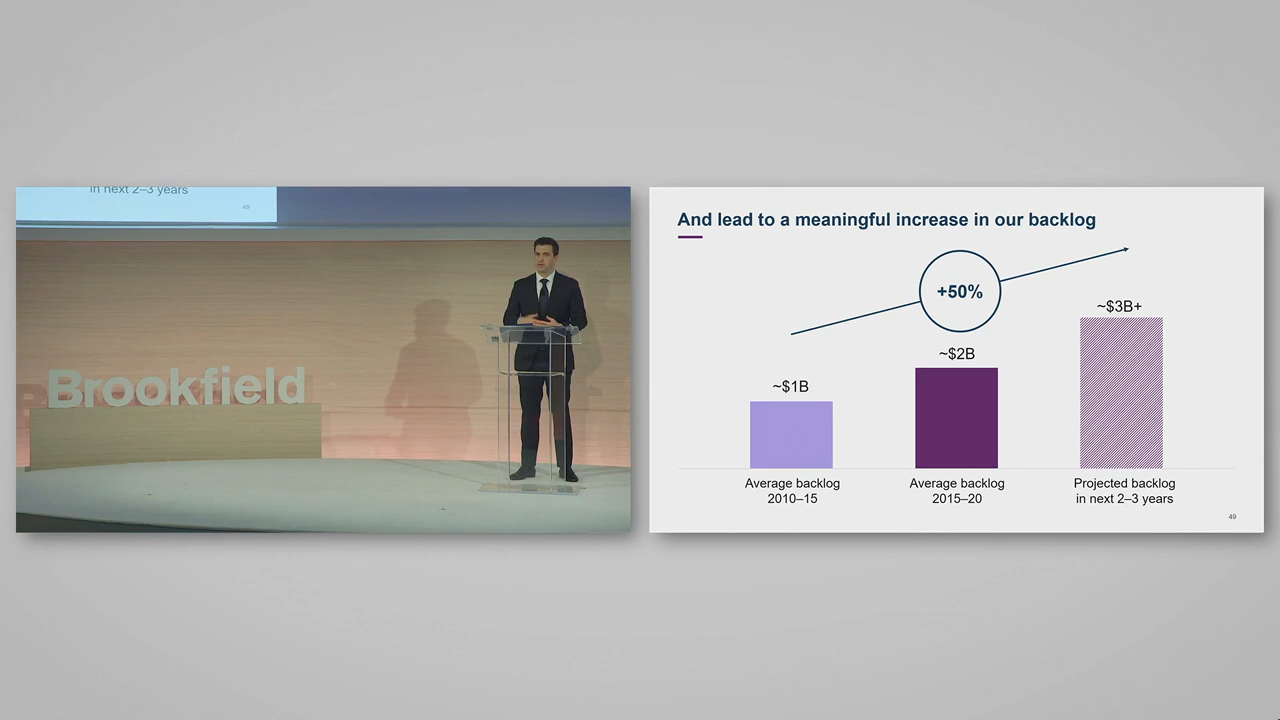 in next 2–3 years
49
Brookfield
And lead to a meaningful increase in our backlog
+50%
~$3B+
~$2B
~$1B
Average backlog
2010–15
Average backlog
2015–20
Projected backlog
in next 2–3 years
49